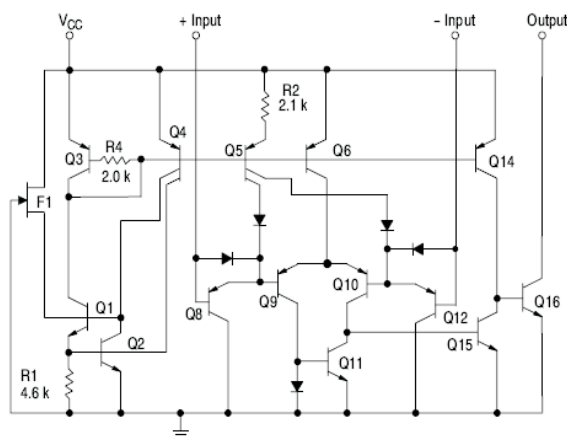 V_CC
+ Input
– Input
Output
R2
2.1 k
Q4
R4
Q3
2.0 k
Q5
Q6
Q14
F1
Q1
Q2
Q8
Q9
Q10
Q11
Q12
Q15
Q16
R1
4.6 k